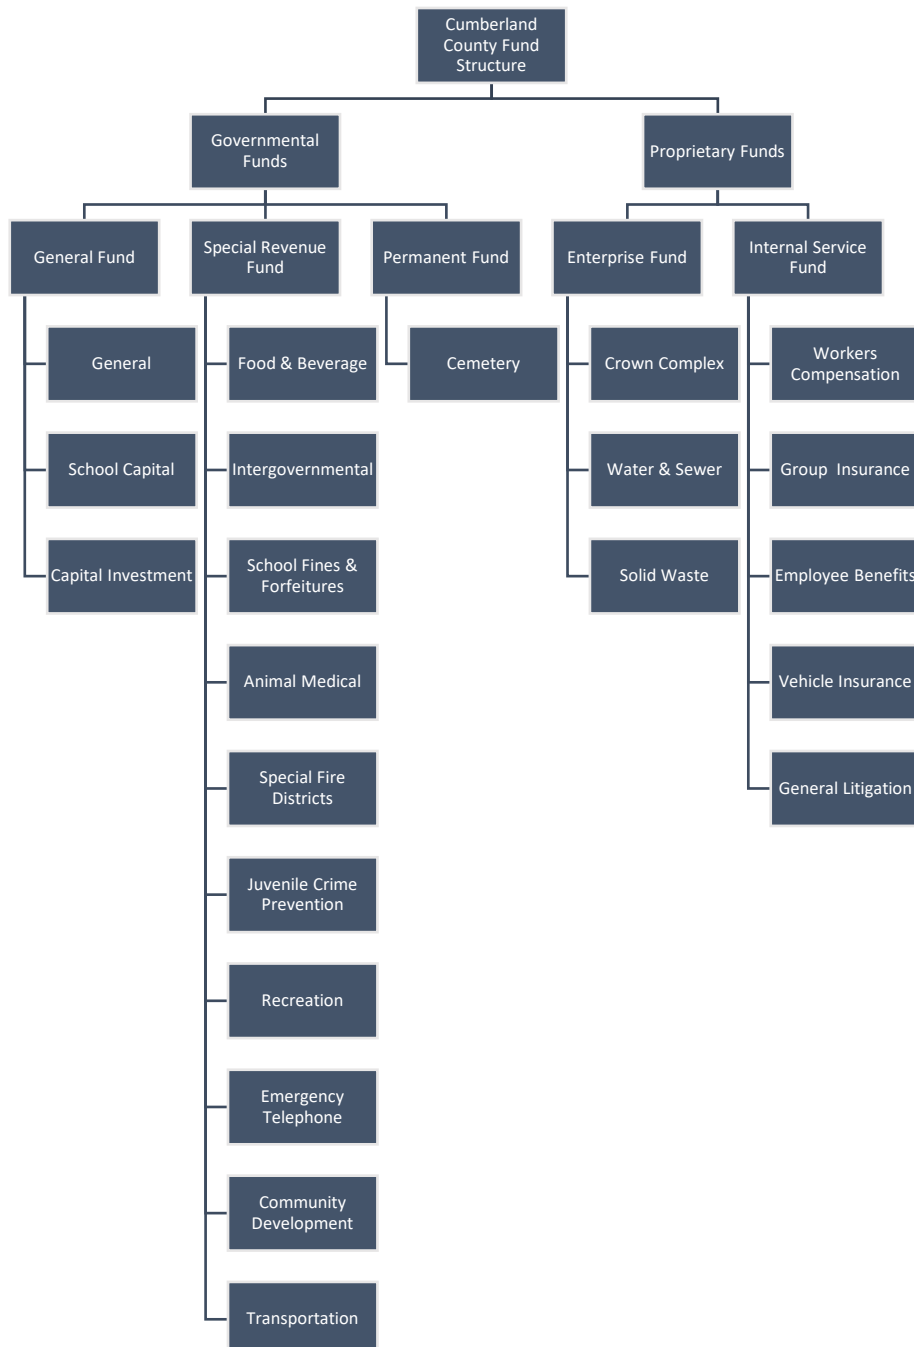 Cumberland
County Fund
Structure
Governmental
Funds
Proprietary Funds
General Fund
Special Revenue
Fund
Permanent Fund
Enterprise Fund
Internal Service
Fund
General
Food & Beverage
Cemetery
Crown Complex
Workers
Compensation
School Capital
Intergovernmental
Water & Sewer
Group Insurance
Capital Investment
School Fines &
Forfeitures
Solid Waste
Employee Benefits
Animal Medical
Vehicle Insurance
Special Fire
Districts
General Litigation
Juvenile Crime
Prevention
Recreation
Emergency
Telephone
Community
Development
Transportation